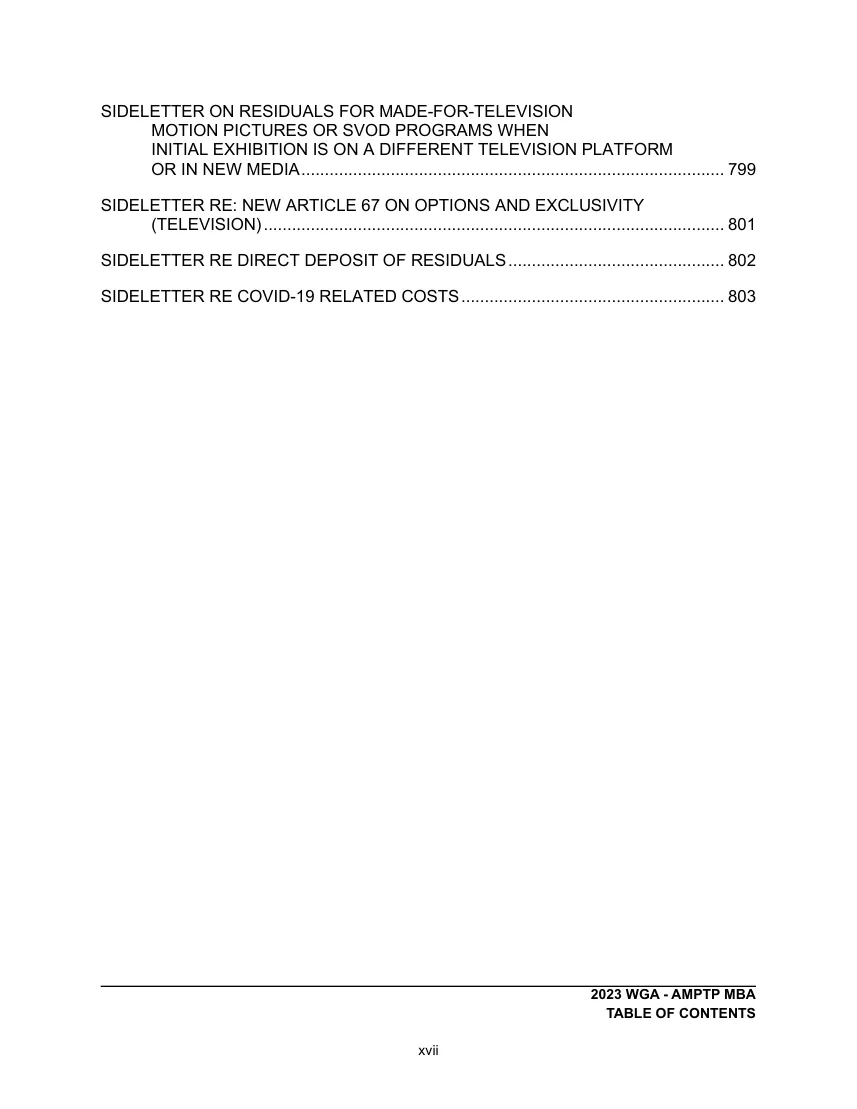 SIDELETTER ON RESIDUALS FOR MADE-FOR-TELEVISION
MOTION PICTURES OR SVOD PROGRAMS WHEN
INITIAL EXHIBITION IS ON A DIFFERENT TELEVISION PLATFORM
OR IN NEW MEDIA.......................................................................................... 799
SIDELETTER RE: NEW ARTICLE 67 ON OPTIONS AND EXCLUSIVITY
(TELEVISION).................................................................................................. 801
SIDELETTER RE DIRECT DEPOSIT OF RESIDUALS.............................................. 802
SIDELETTER RE COVID-19 RELATED COSTS........................................................ 803
2023 WGA - AMPTP MBA
TABLE OF CONTENTS
xvii